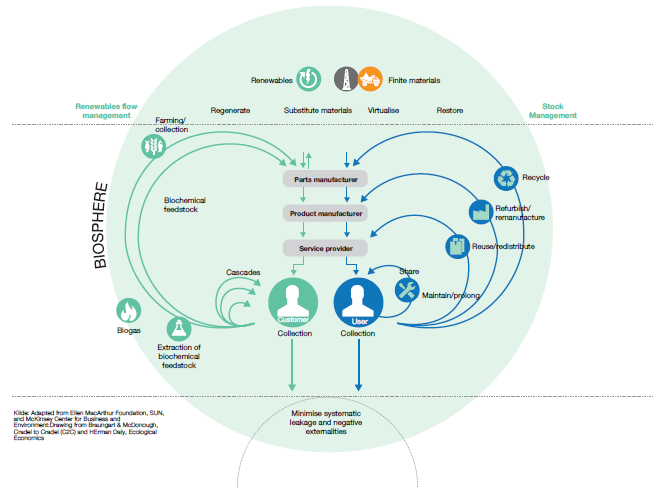 Renewables
Finite materials
Renewables flow
management
Regenerate
Substitute materials
Virtualise
Restore
Stock
Management
Farming/
collection
Parts manufacturer
Recycle
Biochemical
feedstock
Product manufacturer
Refurbish/
remanufacture
BIOSPHERE
Service provider
Reuse/redistribute
Cascades
Share
Maintain/prolong
Customer
User
Biogas
Collection
Collection
Extraction of
biochemical
feedstock
Kilde: Adapted from Ellen MacArthur Foundation, SUN,
and McKinsey Center for Business and
Environment:Drawing from Braungart & McDonough,
Cradel to Cradel (C2C) and HErman Daly, Ecological
Economics
Minimise systematic
leakage and negative
externalities